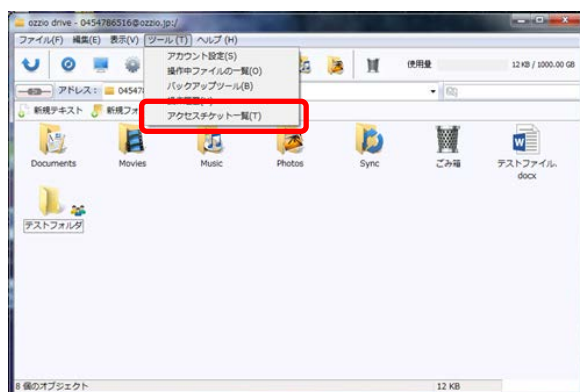 ozzio drive - 0454786516@ozzio.jp:/
ファイル(F) 編集(E) 表示(V) ツール(T) ヘルプ(H)
アカウント設定(S)
操作中ファイルの一覧(O)
使用量 12 KB / 1000.00 GB
バックアップツール(B)
アドレス: 04547
アクセスチケット一覧(T)
新規テキスト 新規フォ
Documents Movies Music Photos Sync ごみ箱 テストファイル.docx
テストフォルダ
8 個のオブジェクト 12 KB